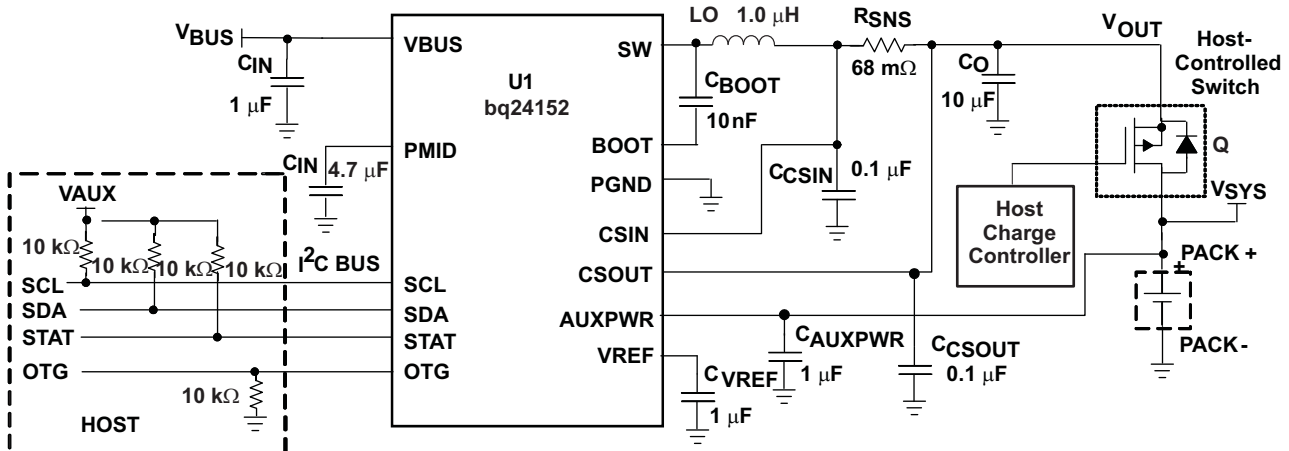 VBUS
CIN
1 μF
VBUS
U1
bq24152
SW
LO 1.0 μH
RSNS
68 mΩ
VOUT
Host-
Controlled
Switch
CO
10 μF
CBOOT
10nF
BOOT
PMID
CIN
4.7 μF
PGND
CCSIN
0.1 μF
Q
VSYS
Host
Charge
Controller
VAUX
10 kΩ
10 kΩ
10 kΩ
10 kΩ
I2C BUS
CSIN
CSOUT
PACK +
+
SCL
SCL
SDA
SDA
AUXPWR
STAT
STAT
CAUXPWR
1 μF
VREF
CCSOUT
0.1 μF
PACK -
OTG
OTG
CVREF
1 μF
10 kΩ
HOST